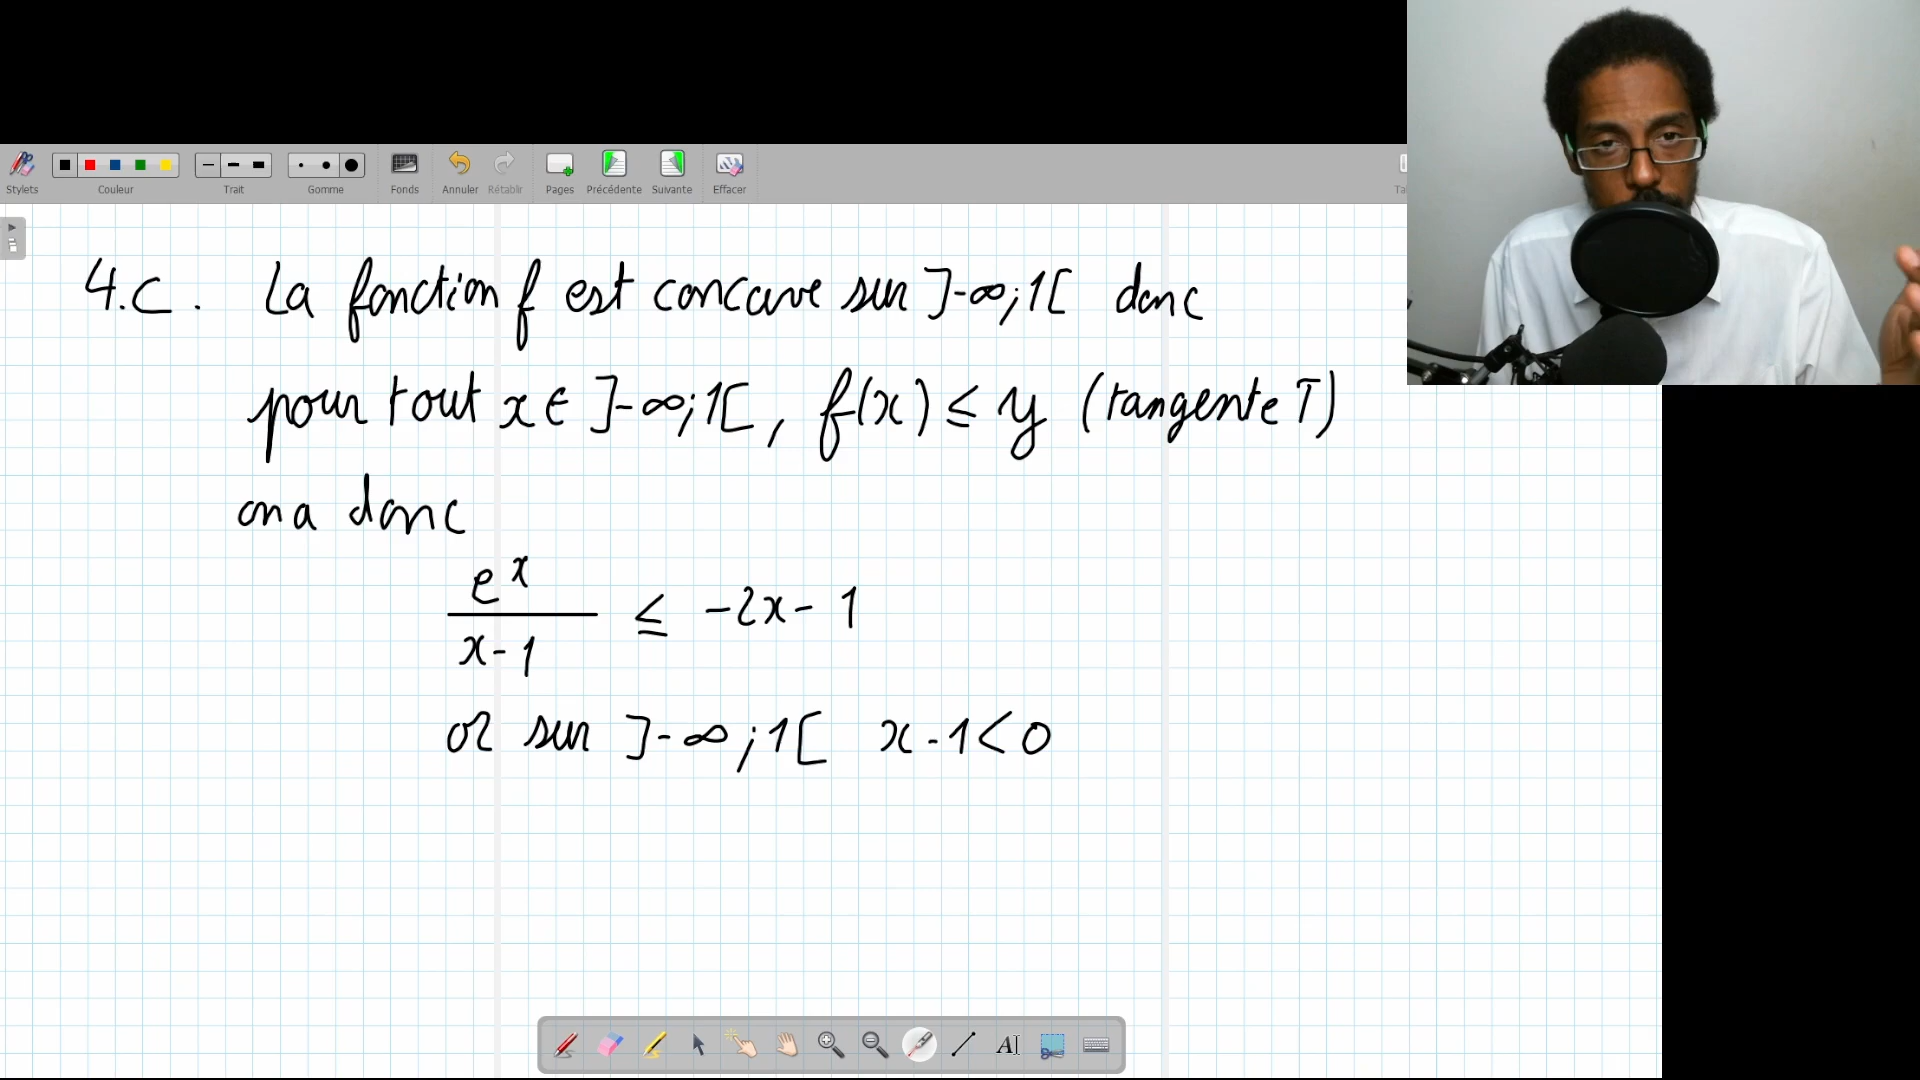 Stylets Couleur Trait Gomme Fonds Annuler Rétablir Pages Précédente Suivante Effacer
4.c. La fonction f est concave sur ]-∞;1[ donc
pour tout x ∈ ]-∞;1[, f(x) ≤ y (tangente T)
on a donc
e^x / (x-1) ≤ -2x-1
or sur ]-∞;1[ x-1<0